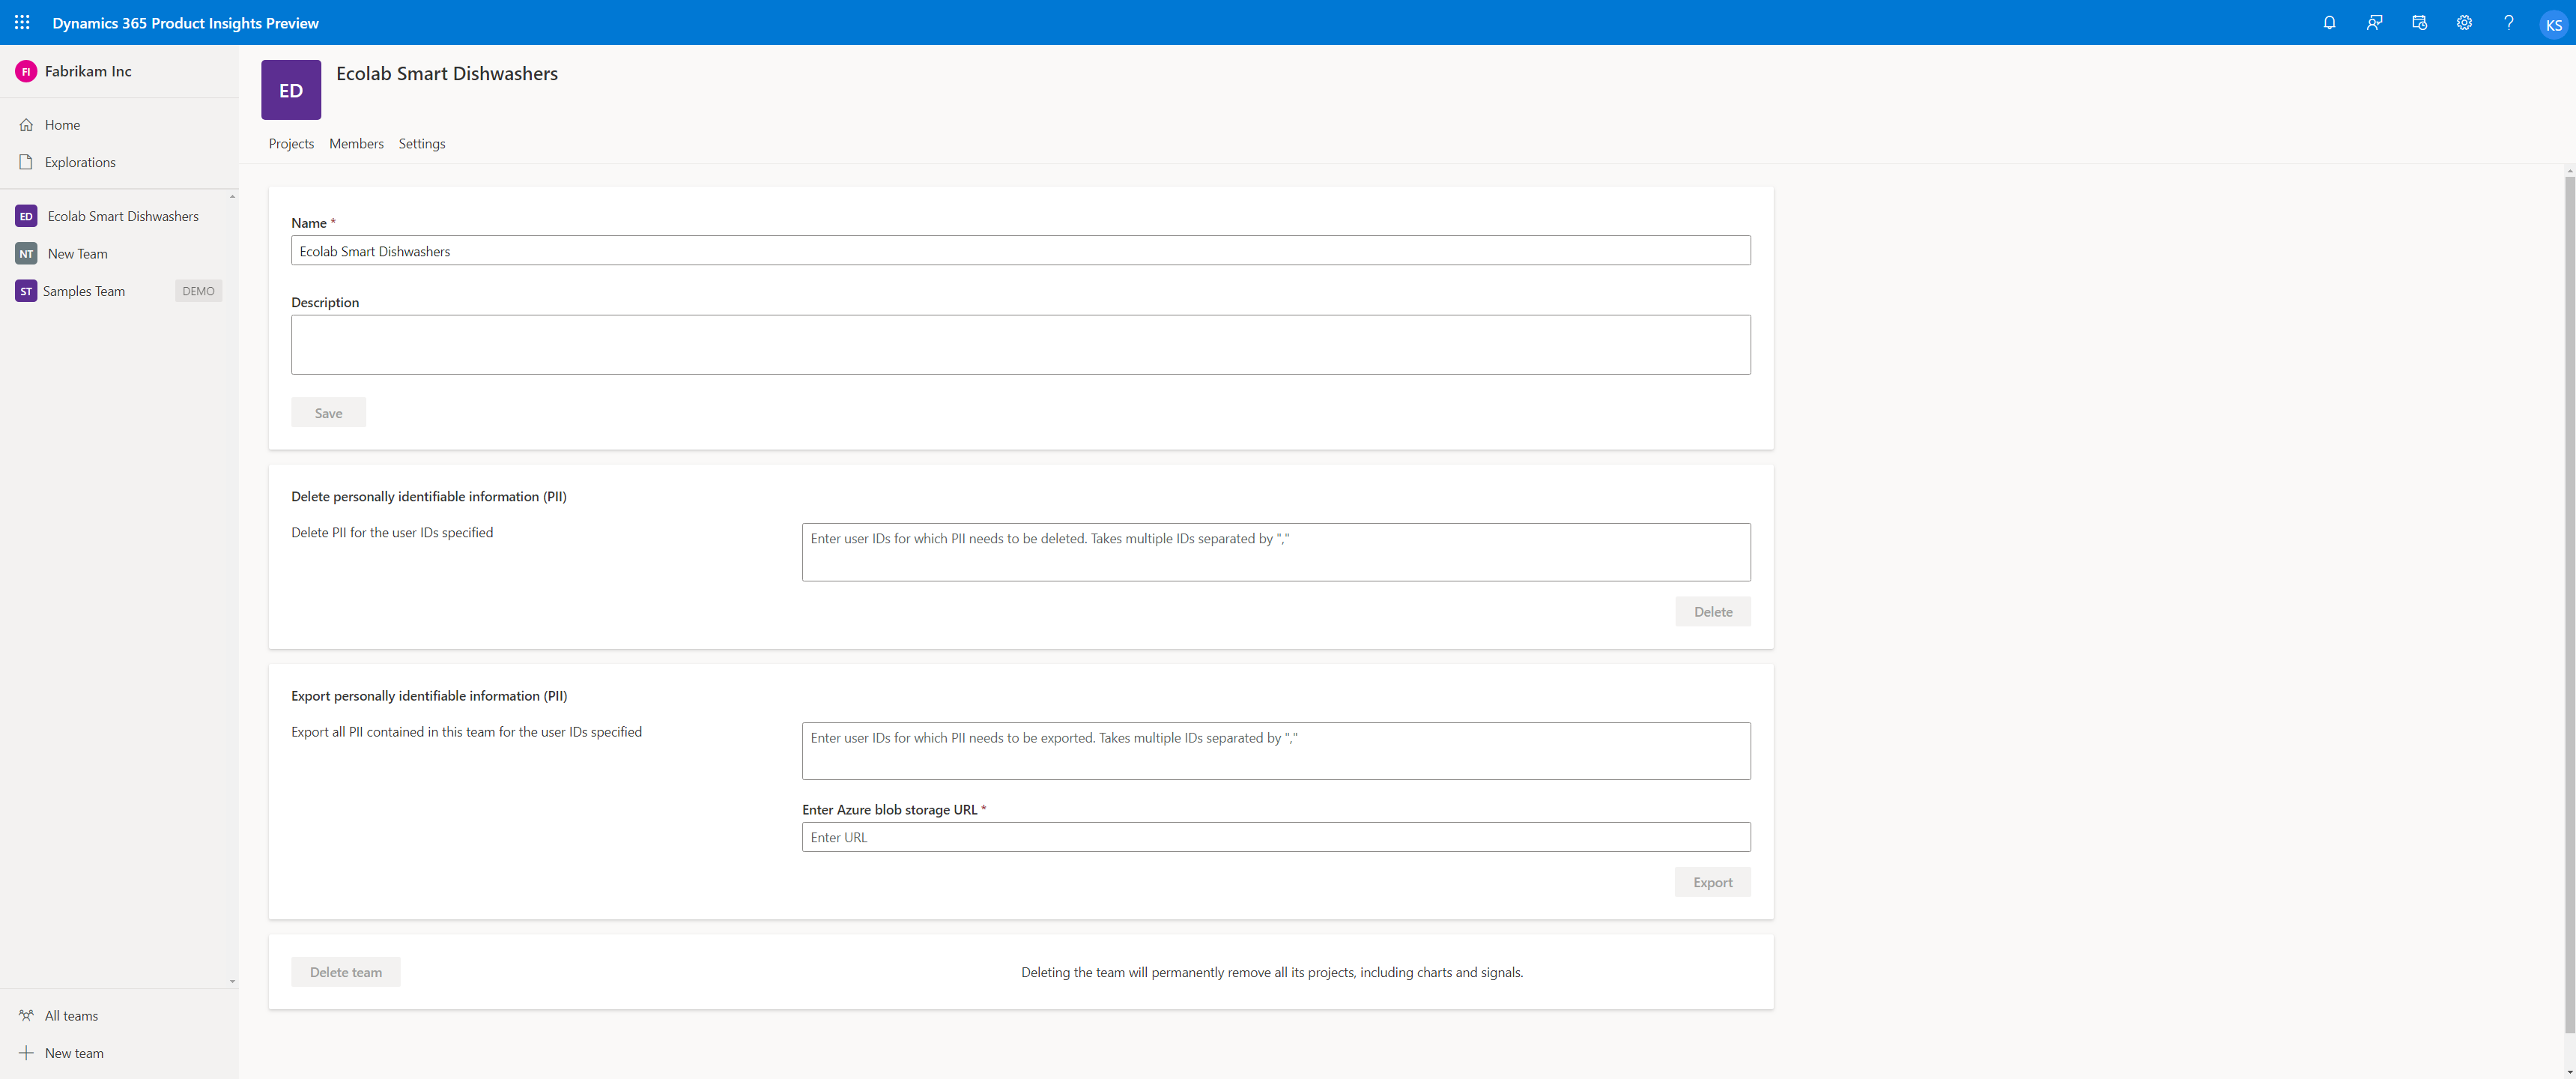 Dynamics 365 Product Insights Preview
KS
FI Fabrikam Inc
Home
Explorations
ED Ecolab Smart Dishwashers
NT New Team
ST Samples Team DEMO
All teams
New team
ED
Ecolab Smart Dishwashers
Projects Members Settings
Name *
Ecolab Smart Dishwashers
Description
Save
Delete personally identifiable information (PII)
Delete PII for the user IDs specified
Enter user IDs for which PII needs to be deleted. Takes multiple IDs separated by ","
Delete
Export personally identifiable information (PII)
Export all PII contained in this team for the user IDs specified
Enter user IDs for which PII needs to be exported. Takes multiple IDs separated by ","
Enter Azure blob storage URL *
Enter URL
Export
Delete team
Deleting the team will permanently remove all its projects, including charts and signals.